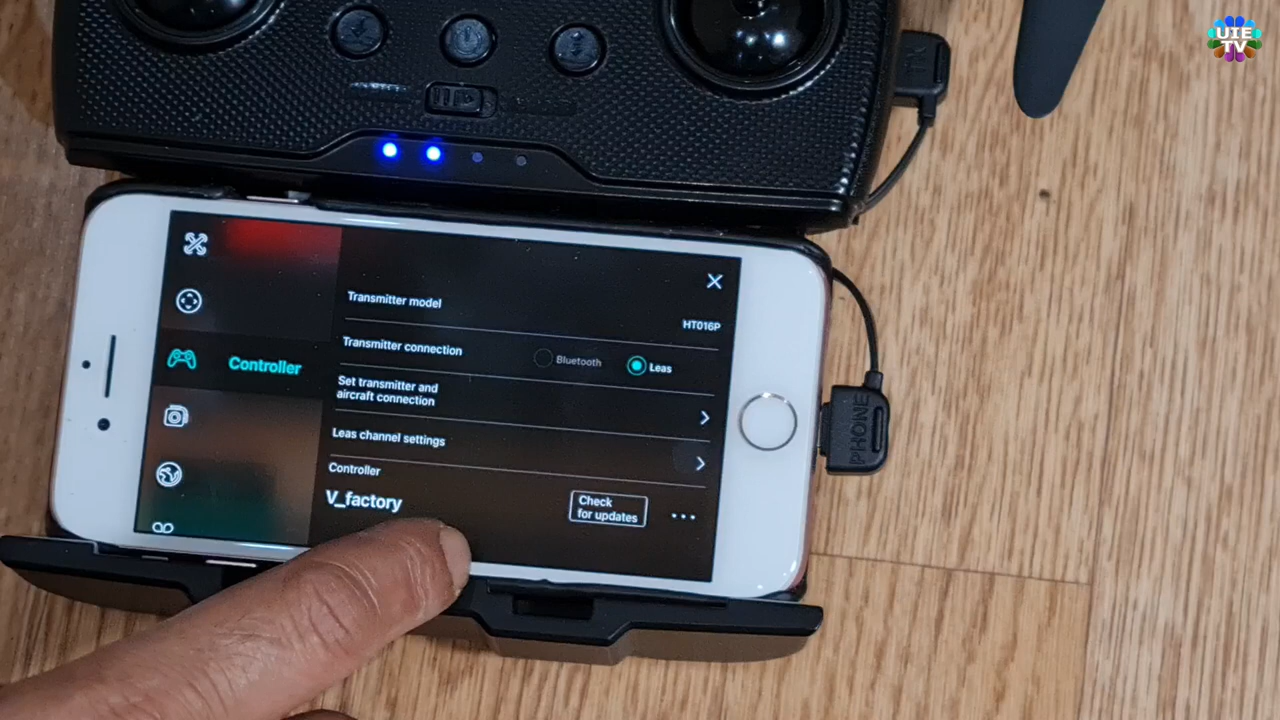 UIE
TV
Transmitter model
HT016P
Transmitter connection
Bluetooth
Leas
Set transmitter and
aircraft connection
Leas channel settings
Controller
Controller
V_factory
Check
for updates
PHONE